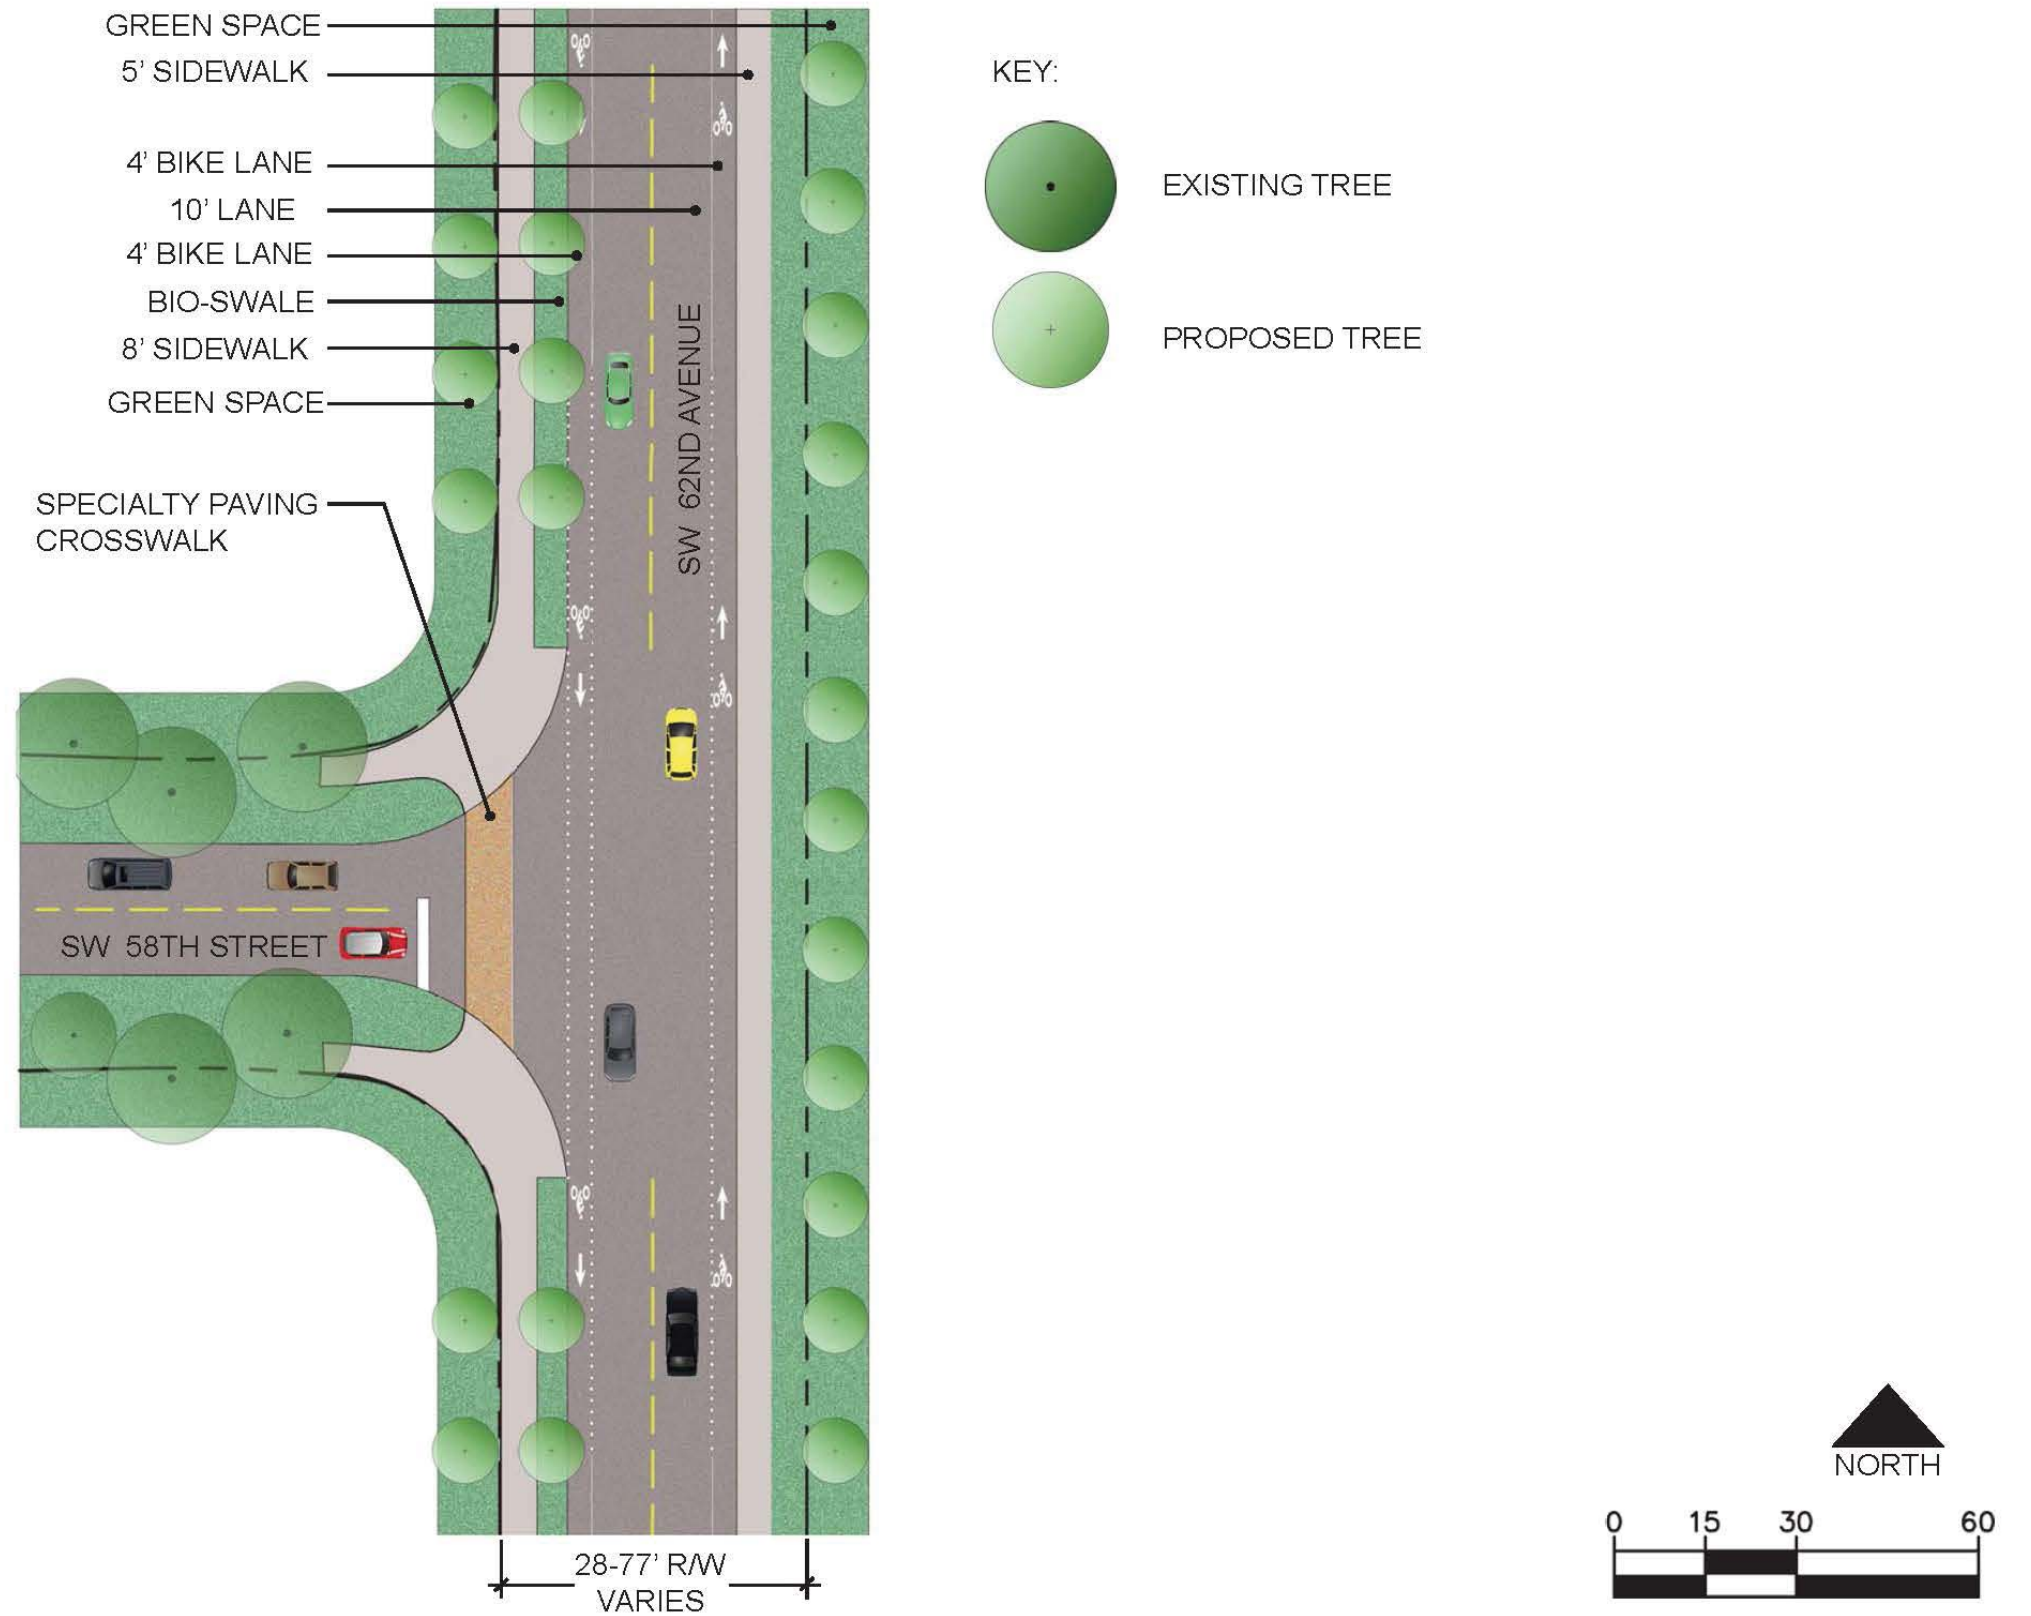 GREEN SPACE
5’ SIDEWALK
4’ BIKE LANE
10’ LANE
4’ BIKE LANE
BIO-SWALE
8’ SIDEWALK
GREEN SPACE
SPECIALTY PAVING
CROSSWALK
SW 62ND AVENUE
SW 58TH STREET
28-77’ R/W
VARIES
KEY:
EXISTING TREE
PROPOSED TREE
NORTH
0 15 30 60